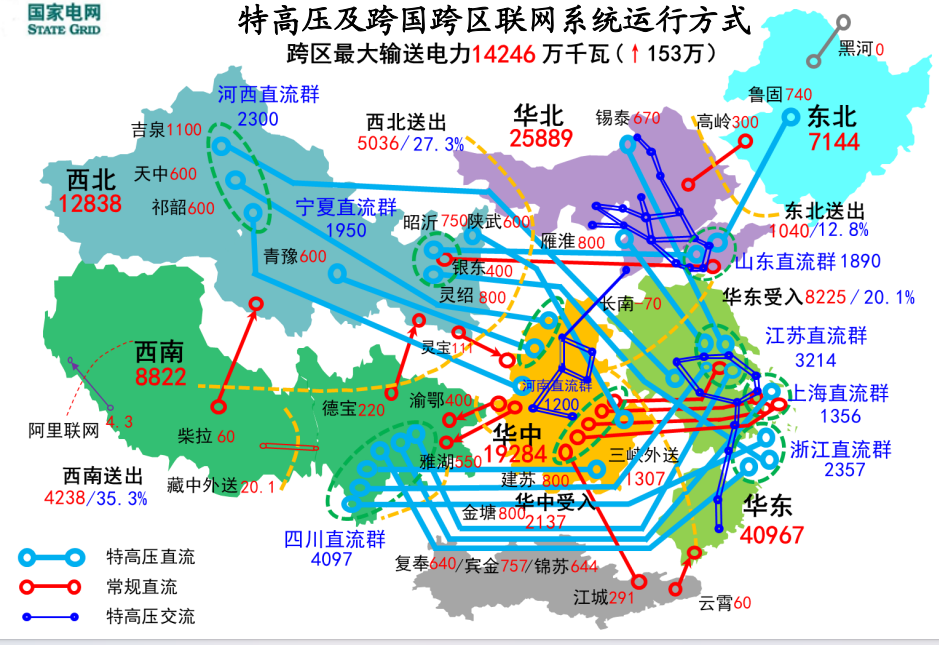 国家电网
STATE GRID
特高压及跨国跨区联网系统运行方式
跨区最大输送电力14246 万千瓦(↑153万)
黑河0
河西直流群
2300
吉泉1100
天中600
祁韶600
西北
12838
青豫600
宁夏直流群
1950
西北送出
5036/27.3%
华北
25889
锡泰670
高岭300
鲁固740
东北
7144
东北送出
1040/12.8%
昭沂750
陕武600
雁淮800
银东400
灵绍 800
山东直流群1890
华东受入8225/20.1%
长南-70
江苏直流群
3214
灵宝111
西南
8822
河南直流群
1200
上海直流群
1356
德宝220
渝鄂400
阿里联网 4.3
柴拉 60
华中
19284
雅湖550
三峡外送
1307
浙江直流群
2357
西南送出
4238/35.3%
藏中外送20.1
建苏 800
华中受入
2137
金塘800
华东
40967
四川直流群
4097
特高压直流
复奉640/宾金757/锦苏644
常规直流
江城291
云霄60
特高压交流